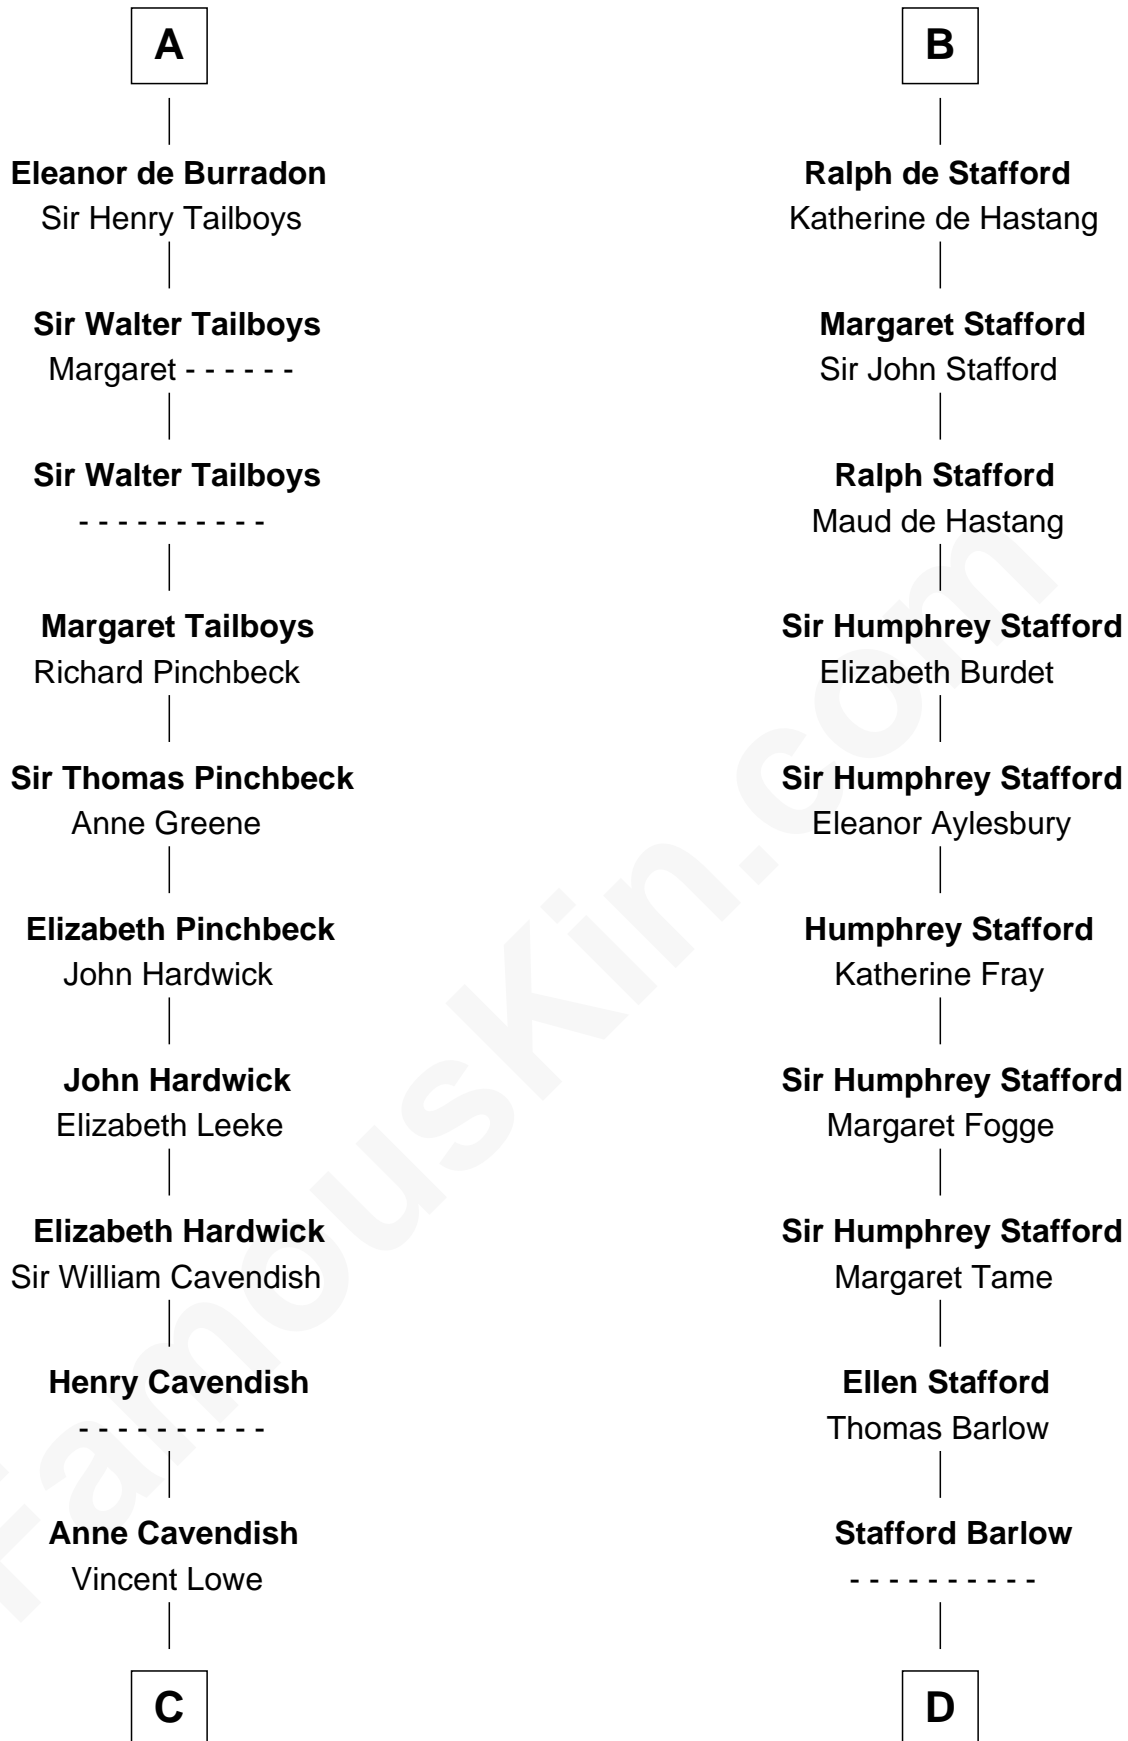 A
Eleanor de Burradon
Sir Henry Tailboys
Sir Walter Tailboys
Margaret - - - - - -
Sir Walter Tailboys
- - - - - - - - - -
Margaret Tailboys
Richard Pinchbeck
Sir Thomas Pinchbeck
Anne Greene
Elizabeth Pinchbeck
John Hardwick
John Hardwick
Elizabeth Leeke
Elizabeth Hardwick
Sir William Cavendish
Henry Cavendish
- - - - - - - - - -
Anne Cavendish
Vincent Lowe
C
B
Ralph de Stafford
Katherine de Hastang
Margaret Stafford
Sir John Stafford
Ralph Stafford
Maud de Hastang
Sir Humphrey Stafford
Elizabeth Burdet
Sir Humphrey Stafford
Eleanor Aylesbury
Humphrey Stafford
Katherine Fray
Sir Humphrey Stafford
Margaret Fogge
Sir Humphrey Stafford
Margaret Tame
Ellen Stafford
Thomas Barlow
Stafford Barlow
- - - - - - - - - -
D
FamousKin.com